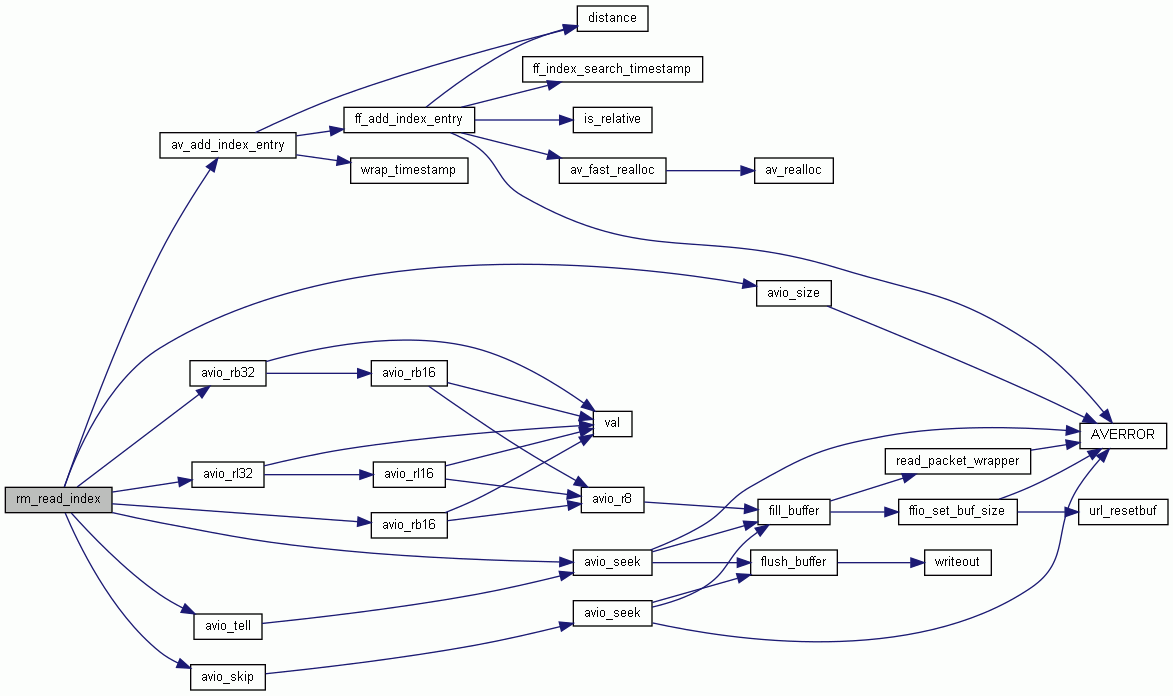 distance
ff_index_search_timestamp
ff_add_index_entry
is_relative
av_add_index_entry
wrap_timestamp
av_fast_realloc
av_realloc
avio_size
avio_rb32
avio_rb16
val
AVERROR
read_packet_wrapper
avio_rl32
avio_rl16
rm_read_index
avio_r8
fill_buffer
ffio_set_buf_size
url_resetbuf
avio_rb16
avio_seek
flush_buffer
writeout
avio_seek
avio_tell
avio_skip